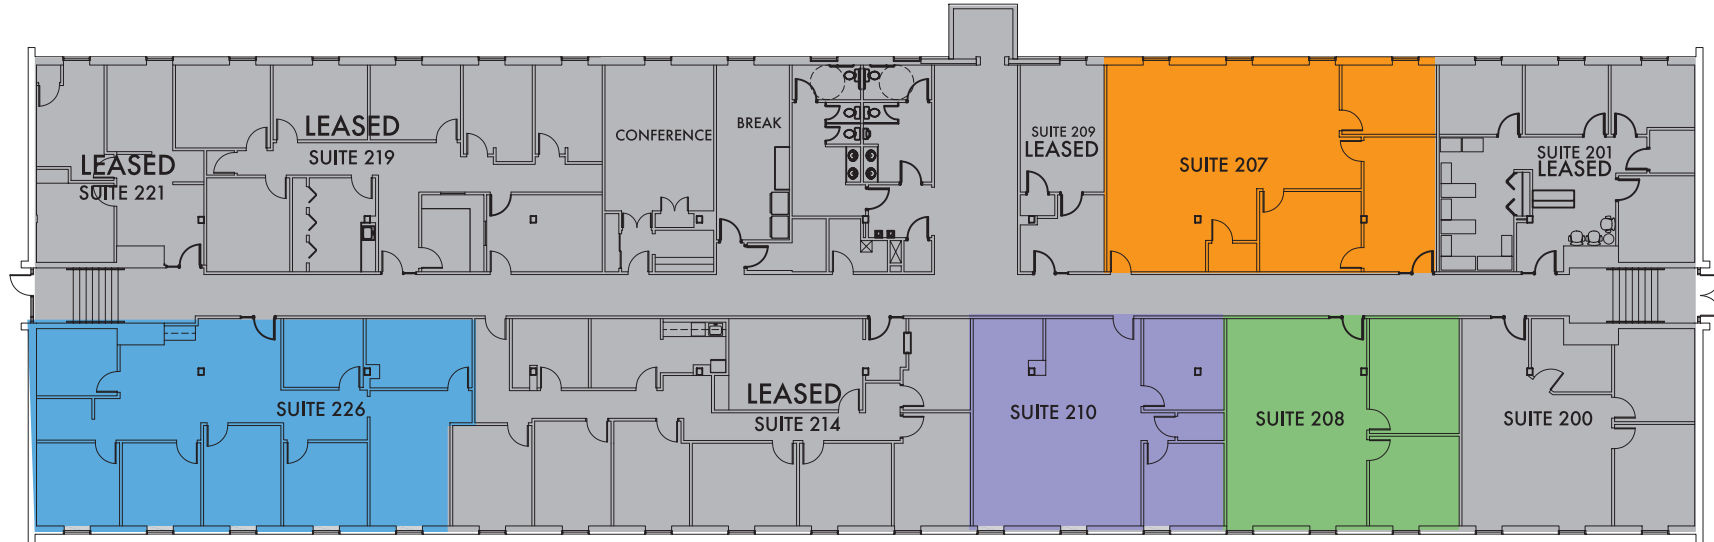 LEASED
SUITE 221
LEASED
SUITE 219
CONFERENCE
BREAK
SUITE 209
LEASED
SUITE 207
SUITE 201
LEASED
SUITE 226
LEASED
SUITE 214
SUITE 210
SUITE 208
SUITE 200